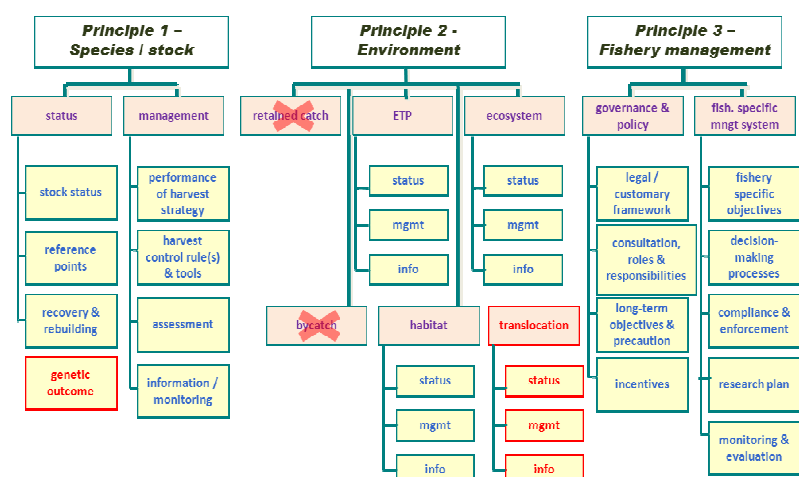 Principle 1 –
Species / stock
Principle 2 -
Environment
Principle 3 –
Fishery management
status
management
retained catch
ETP
ecosystem
governance &
policy
fish. specific
mngt system
stock status
reference
points
recovery &
rebuilding
genetic
outcome
performance
of harvest
strategy
harvest
control rule(s)
& tools
assessment
information /
monitoring
status
mgmt
info
status
mgmt
info
bycatch
habitat
translocation
status
mgmt
info
status
mgmt
info
legal /
customary
framework
consultation,
roles &
responsibilities
long-term
objectives &
precaution
incentives
fishery
specific
objectives
decision-
making
processes
compliance &
enforcement
research plan
monitoring &
evaluation